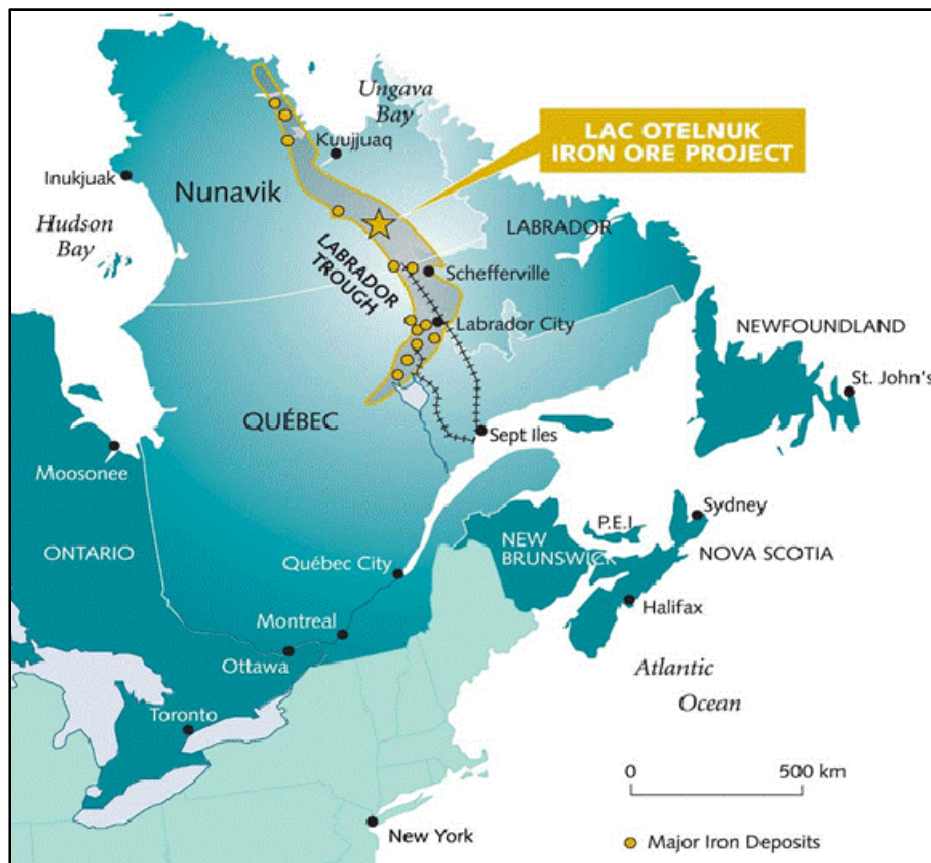 Ungava
Bay
LAC OTELNUK
IRON ORE PROJECT
Kuujjuaq
Inukjuak
Nunavik
Hudson
Bay
LABRADOR
LABRADOR
TROUGH
Schefferville
Labrador City
NEWFOUNDLAND
St. John's
QUÉBEC
Sept Iles
Moosonee
Sydney
P.E.I.
ONTARIO
NEW
BRUNSWICK
NOVA SCOTIA
Québec City
Halifax
Montreal
Ottawa
Atlantic
Ocean
Toronto
0 500 km
New York
Major Iron Deposits